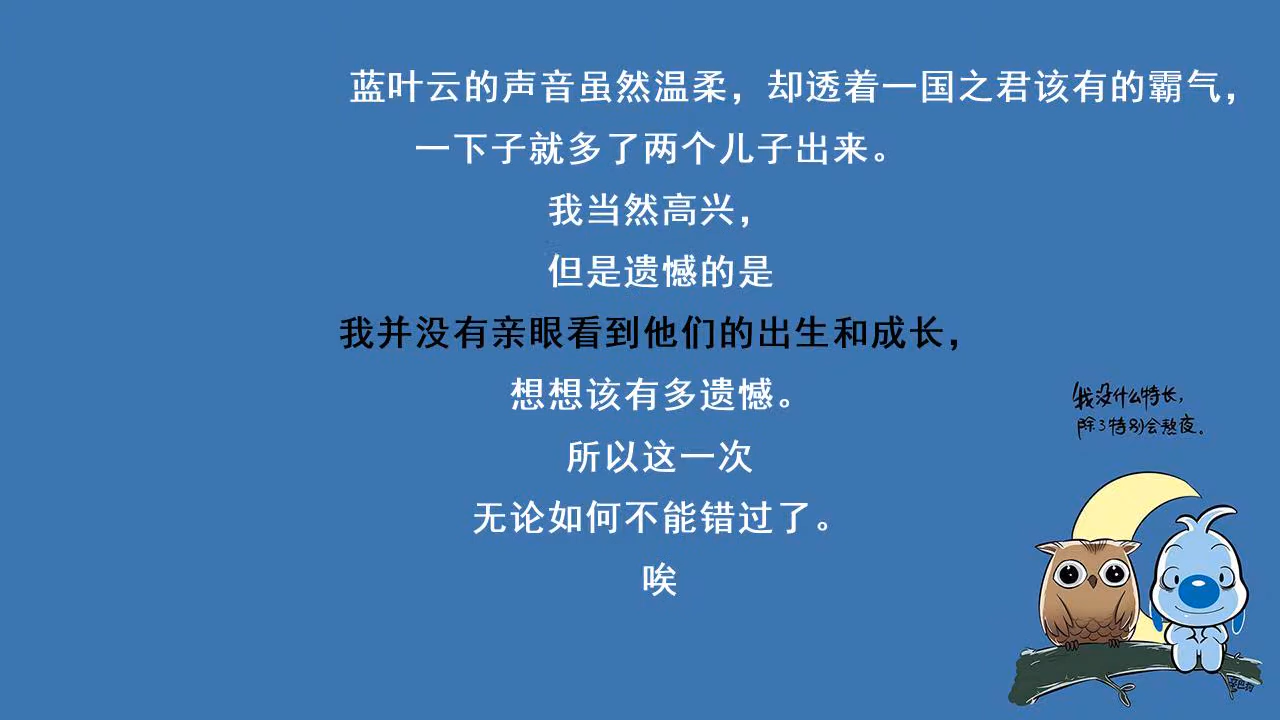 蓝叶云的声音虽然温柔，却透着一国之君该有的霸气，
一下子就多了两个儿子出来。
我当然高兴，
但是遗憾的是
我并没有亲眼看到他们的出生和成长，
想想该有多遗憾。
所以这一次
无论如何不能错过了。
唉
我没什么特长，
除了特别会熬夜。